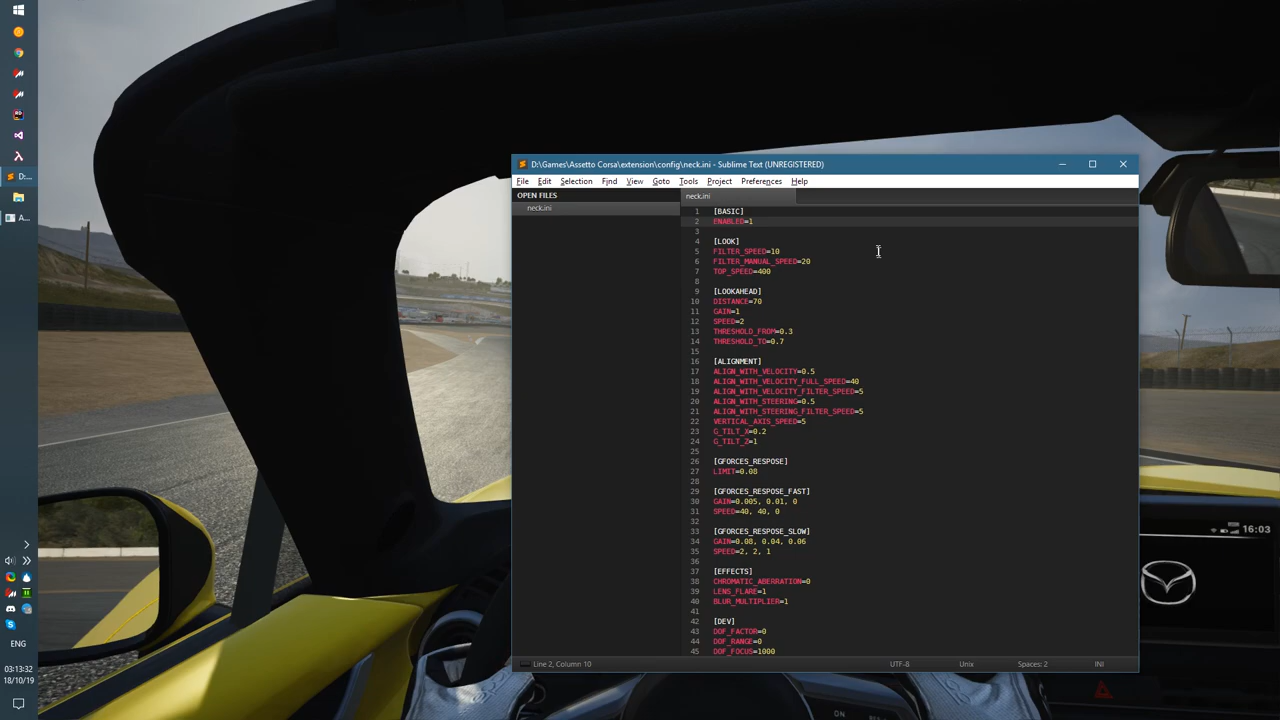 D:\Games\Assetto Corsa\extension\config\neck.ini - Sublime Text (UNREGISTERED)
File Edit Selection Find View Goto Tools Project Preferences Help
OPEN FILES
neck.ini
neck.ini
1 [BASIC]
2 ENABLED=1
3
4 [LOOK]
5 FILTER_SPEED=10
6 FILTER_MANUAL_SPEED=20
7 TOP_SPEED=400
8
9 [LOOKAHEAD]
10 DISTANCE=70
11 GAIN=1
12 SPEED=2
13 THRESHOLD_FROM=0.3
14 THRESHOLD_TO=0.7
15
16 [ALIGNMENT]
17 ALIGN_WITH_VELOCITY=0.5
18 ALIGN_WITH_VELOCITY_FULL_SPEED=40
19 ALIGN_WITH_VELOCITY_FILTER_SPEED=5
20 ALIGN_WITH_STEERING=0.5
21 ALIGN_WITH_STEERING_FILTER_SPEED=5
22 VERTICAL_AXIS_SPEED=5
23 G_TILT_X=0.2
24 G_TILT_Z=1
25
26 [GFORCES_RESPOSE]
27 LIMIT=0.08
28
29 [GFORCES_RESPOSE_FAST]
30 GAIN=0.005, 0.01, 0
31 SPEED=40, 40, 0
32
33 [GFORCES_RESPOSE_SLOW]
34 GAIN=0.08, 0.04, 0.06
35 SPEED=2, 2, 1
36
37 [EFFECTS]
38 CHROMATIC_ABERRATION=0
39 LENS_FLARE=1
40 BLUR_MULTIPLIER=1
41
42 [DEV]
43 DOF_FACTOR=0
44 DOF_RANGE=0
45 DOF_FOCUS=1000
Line 2, Column 10 UTF-8 Unix Spaces: 2 INI
D:...
A...
ENG
03:13:32
18/10/19
16:03
ON